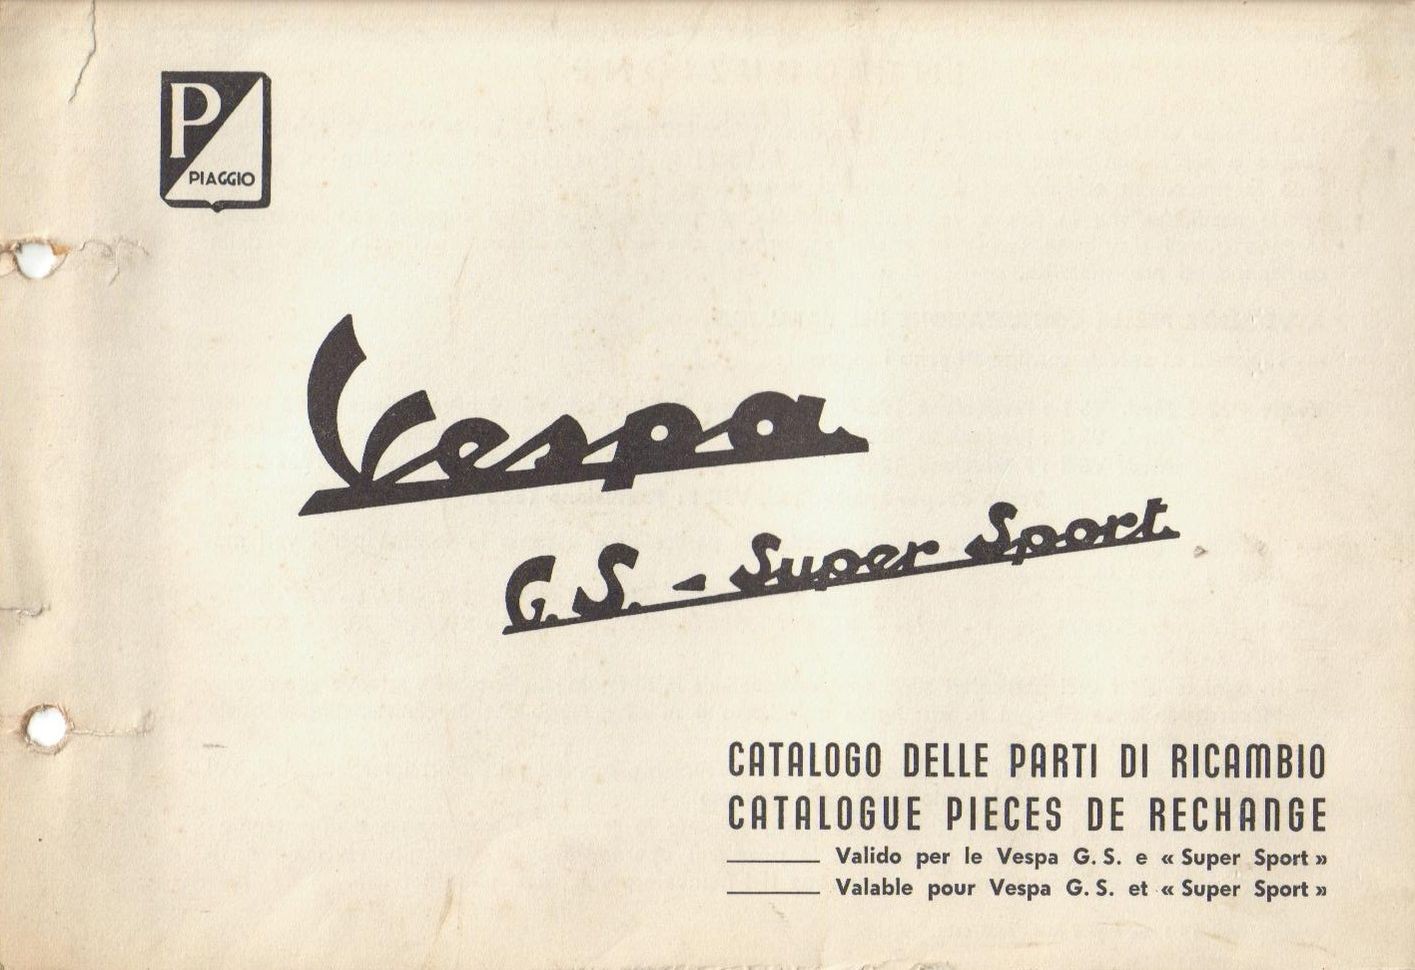 P
PIAGGIO
Vespa
G.S. - Super Sport
CATALOGO DELLE PARTI DI RICAMBIO
CATALOGUE PIECES DE RECHANGE
Valido per le Vespa G. S. e « Super Sport »
Valable pour Vespa G. S. et « Super Sport »